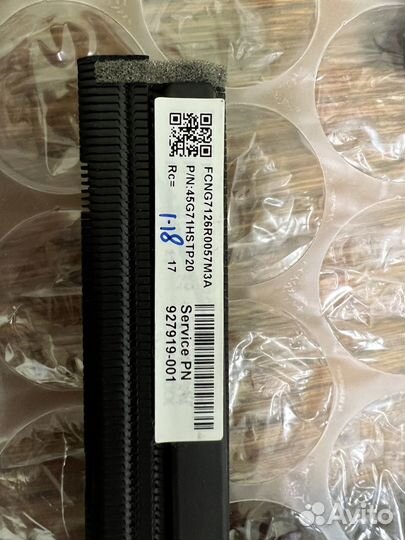 FCNG7126R0057M3A
P/N:45G71HSTP20
Rc= 17
1-18
Service PN
927919-001
Avito